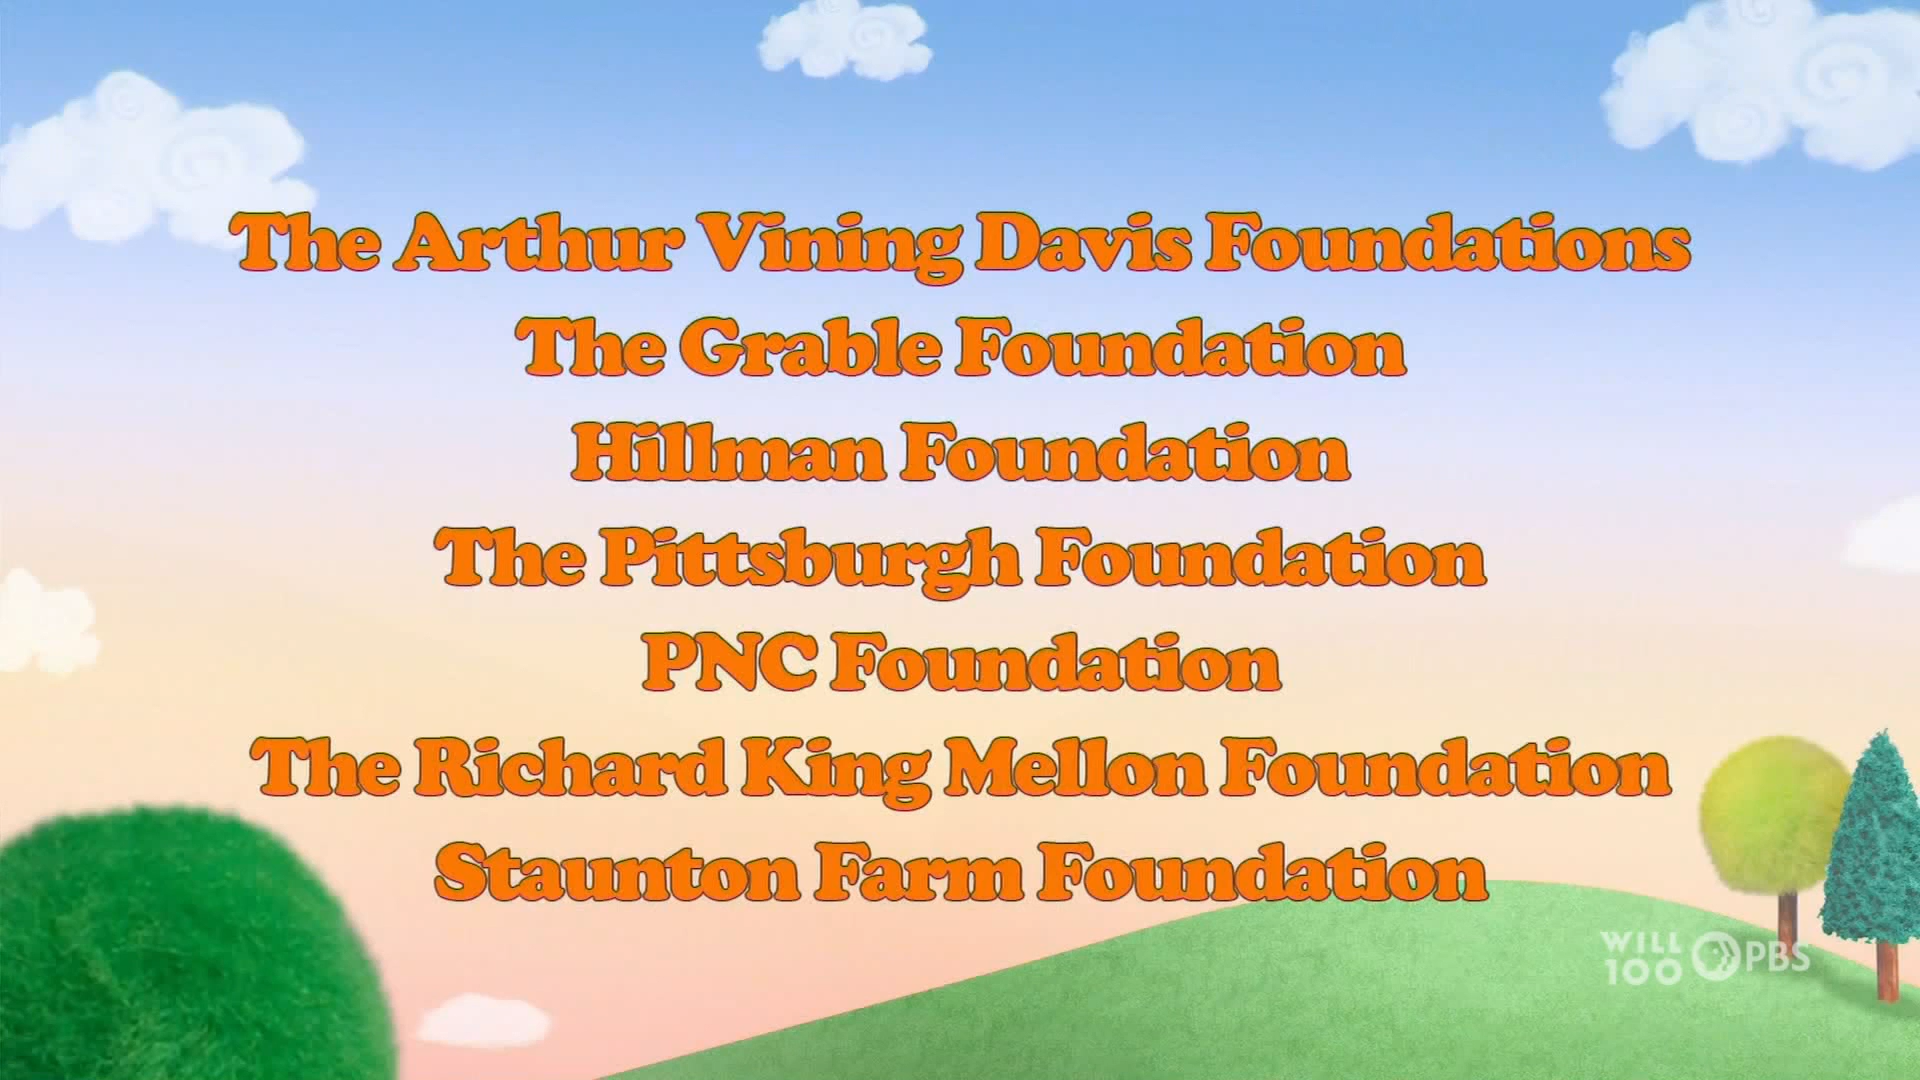 The Arthur Vining Davis Foundations
The Grable Foundation
Hillman Foundation
The Pittsburgh Foundation
PNC Foundation
The Richard King Mellon Foundation
Staunton Farm Foundation
WILL
100 PBS